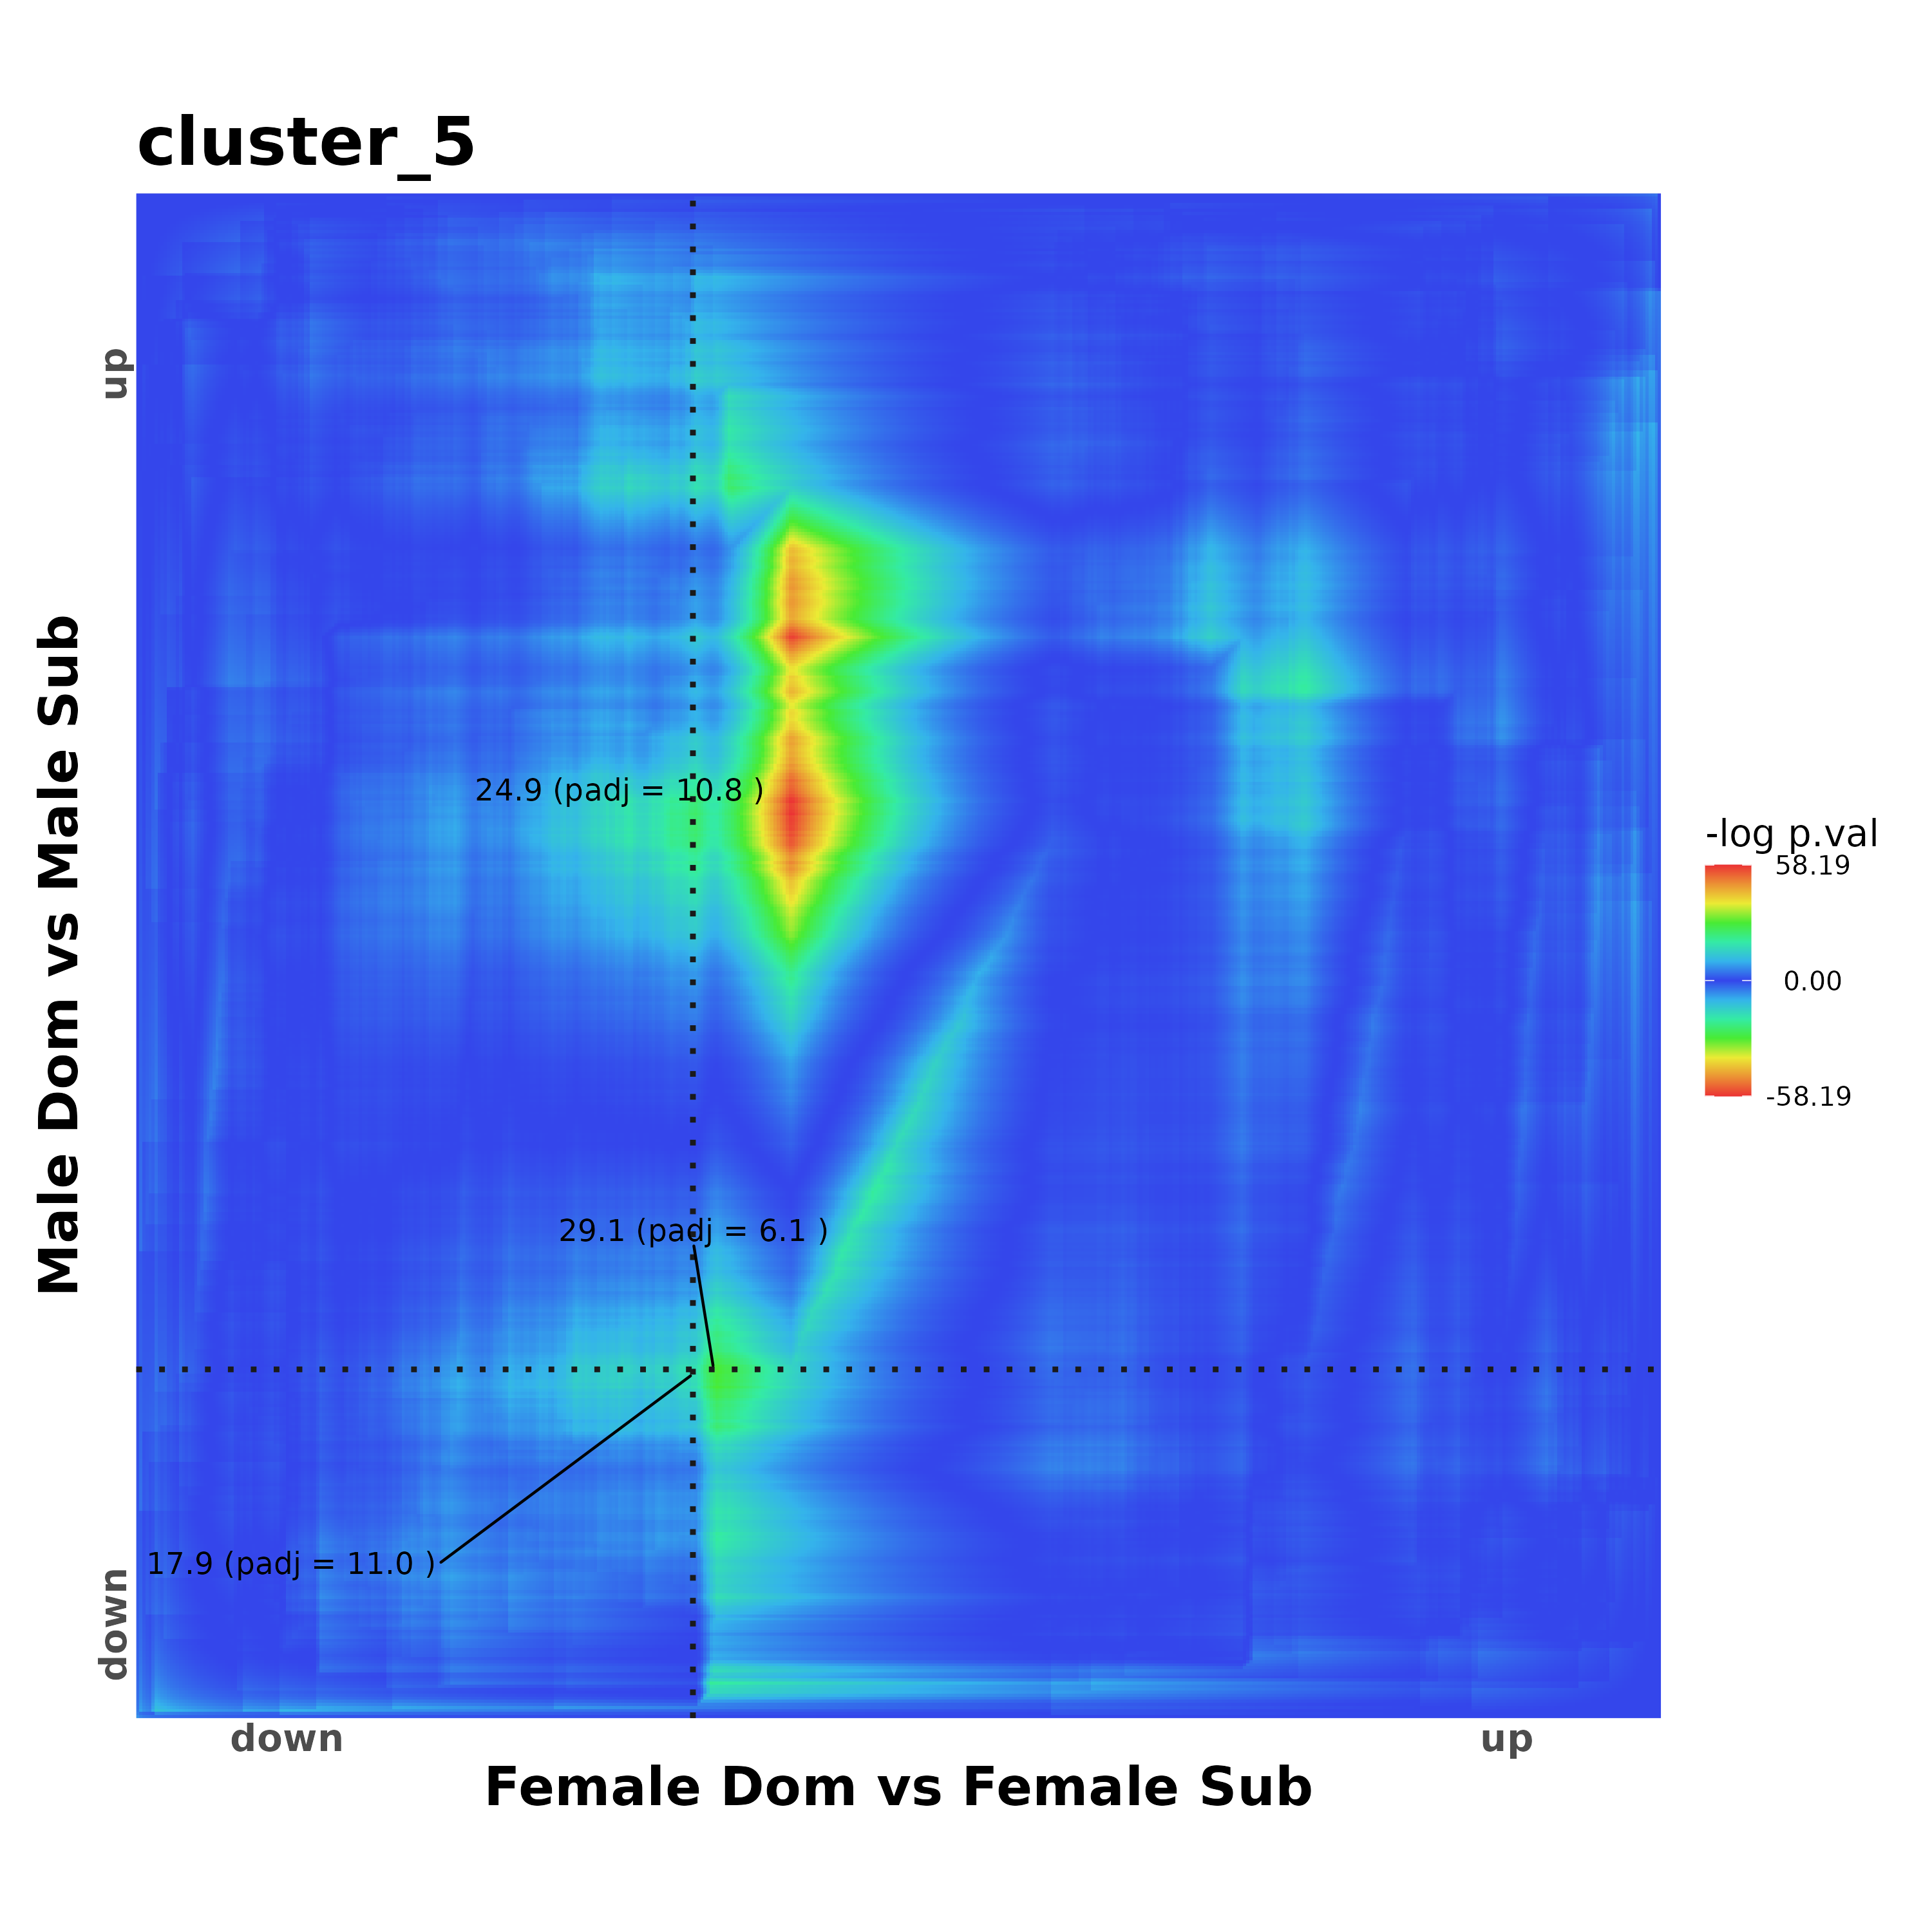 cluster_5
up
Male Dom vs Male Sub
24.9 (padj = 10.8 )
29.1 (padj = 6.1 )
17.9 (padj = 11.0 )
down
down
up
Female Dom vs Female Sub
-log p.val
58.19
0.00
-58.19